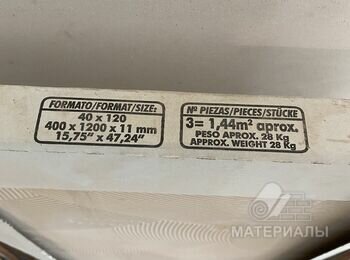 FORMATO/FORMAT/SIZE:
40 x 120
400 x 1200 x 11 mm
15,75" x 47,24"
Nº PIEZAS/PIECES/STÜCKE
3= 1,44m² aprox.
PESO APROX. 28 Kg
APPROX. WEIGHT 28 Kg
МАТЕРИАЛЫ